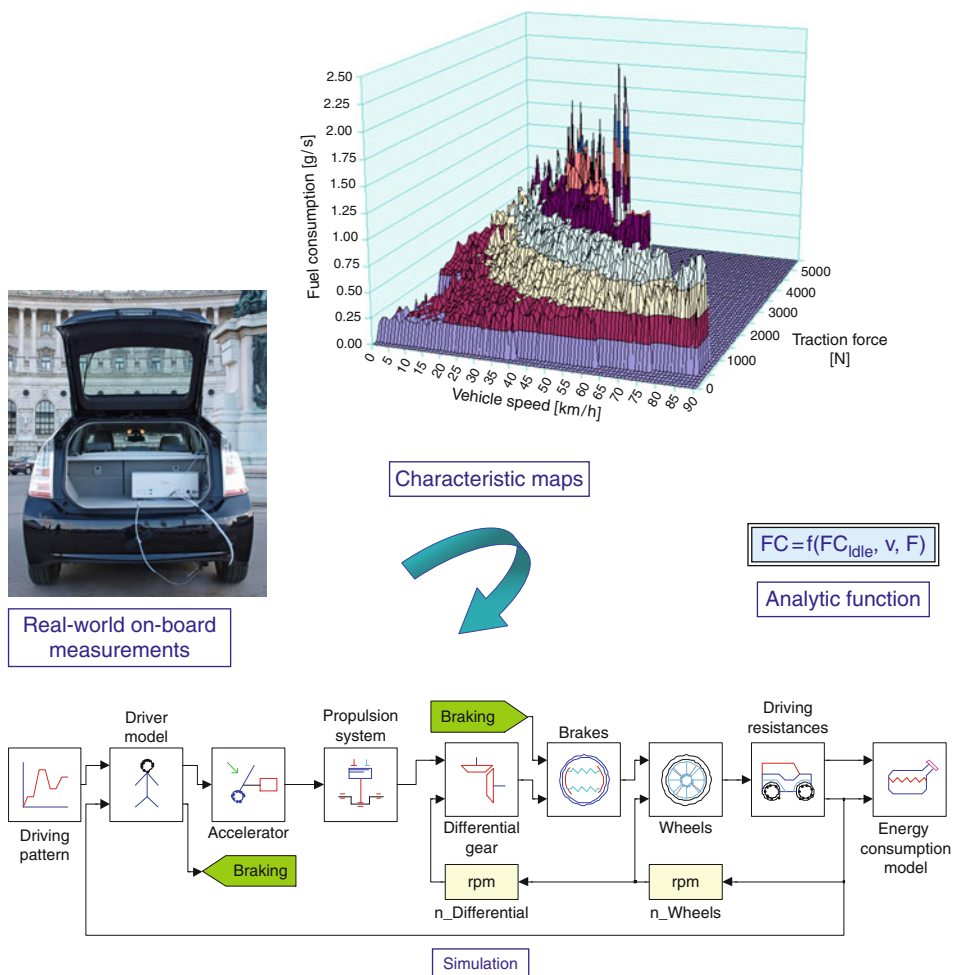 2.50
2.25
2.00
1.75
1.50
1.25
1.00
0.75
0.50
0.25
0.00
Fuel consumption [g/s]
0
5
10
15
20
25
30
35
40
45
50
55
60
65
70
75
80
85
90
Vehicle speed [km/h]
0
1000
2000
3000
4000
5000
Traction force
[N]
Characteristic maps
FC=f(FC_Idle, v, F)
Analytic function
Real-world on-board
measurements
Driving
pattern
Driver
model
Braking
Accelerator
Propulsion
system
Braking
Differential
gear
Brakes
Wheels
Driving
resistances
Energy
consumption
model
rpm
n_Differential
rpm
n_Wheels
Simulation